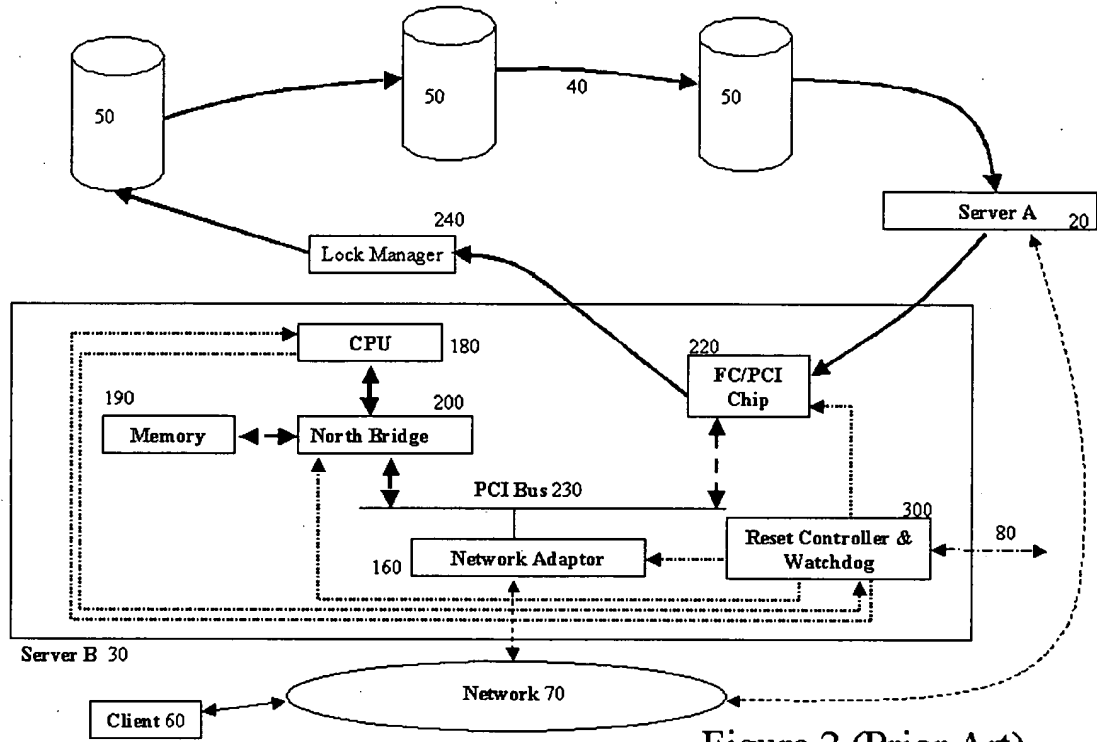 50
50
40
50
Server A
20
240
Lock Manager
CPU
180
220
FC/PCI
Chip
190
200
Memory
North Bridge
PCI Bus 230
300
Reset Controller &
Watchdog
80
160
Network Adaptor
Server B 30
Network 70
Client 60
Figure 2 (Prior Art)